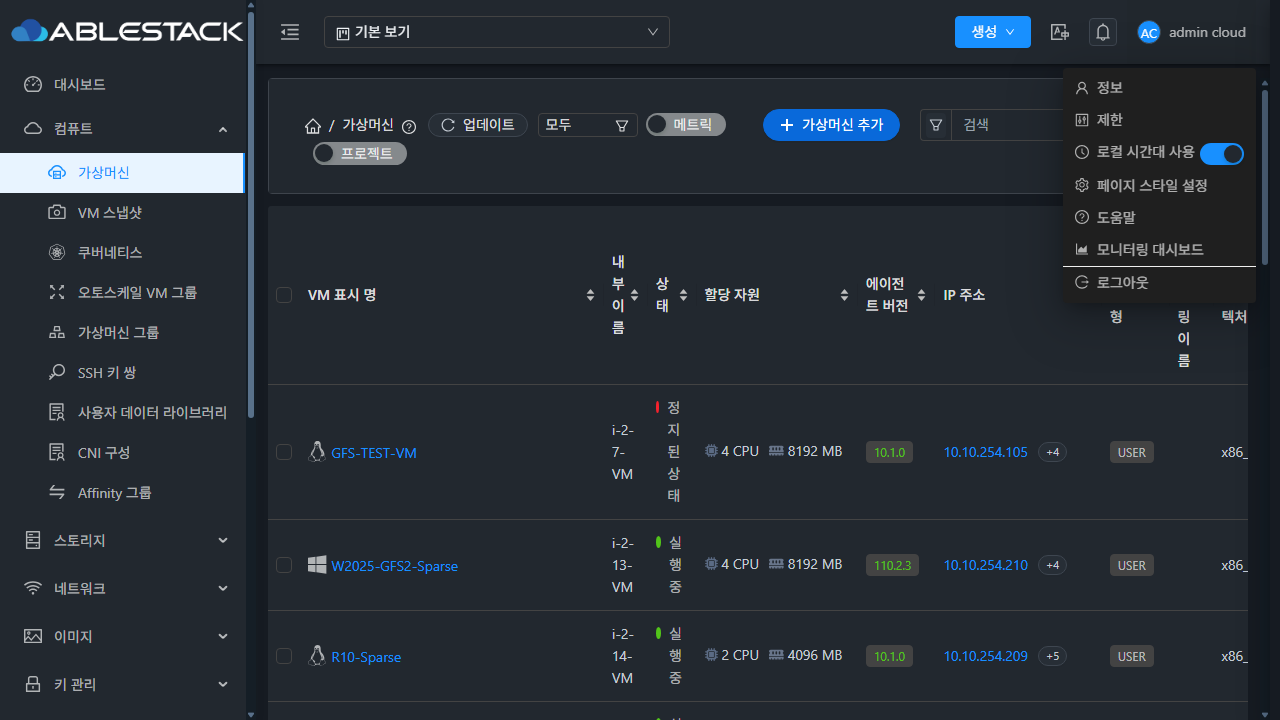 ABLESTACK
기본 보기
생성
AC
admin cloud
대시보드
컴퓨트
가상머신
VM 스냅샷
쿠버네티스
오토스케일 VM 그룹
가상머신 그룹
SSH 키 쌍
사용자 데이터 라이브러리
CNI 구성
Affinity 그룹
스토리지
네트워크
이미지
키 관리
/ 가상머신
업데이트
모두
메트릭
프로젝트
가상머신 추가
검색
정보
제한
로컬 시간대 사용
페이지 스타일 설정
도움말
모니터링 대시보드
로그아웃
VM 표시 명
내
부
이
름
상
태
할당 자원
에이전
트 버전
IP 주소
형
링
이
름
텍처
GFS-TEST-VM
i-2-
7-
VM
정
지
된
상
태
4 CPU
8192 MB
10.1.0
10.10.254.105
+4
USER
x86_
W2025-GFS2-Sparse
i-2-
13-
VM
실
행
중
4 CPU
8192 MB
110.2.3
10.10.254.210
+4
USER
x86_
R10-Sparse
i-2-
14-
VM
실
행
중
2 CPU
4096 MB
10.1.0
10.10.254.209
+5
USER
x86_